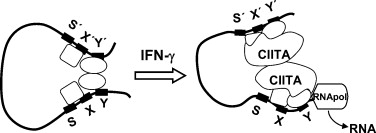 S´ X´ Y´
S X Y
IFN-γ
S´ X´ Y´
CIITA
CIITA
S X Y
RNApol
RNA